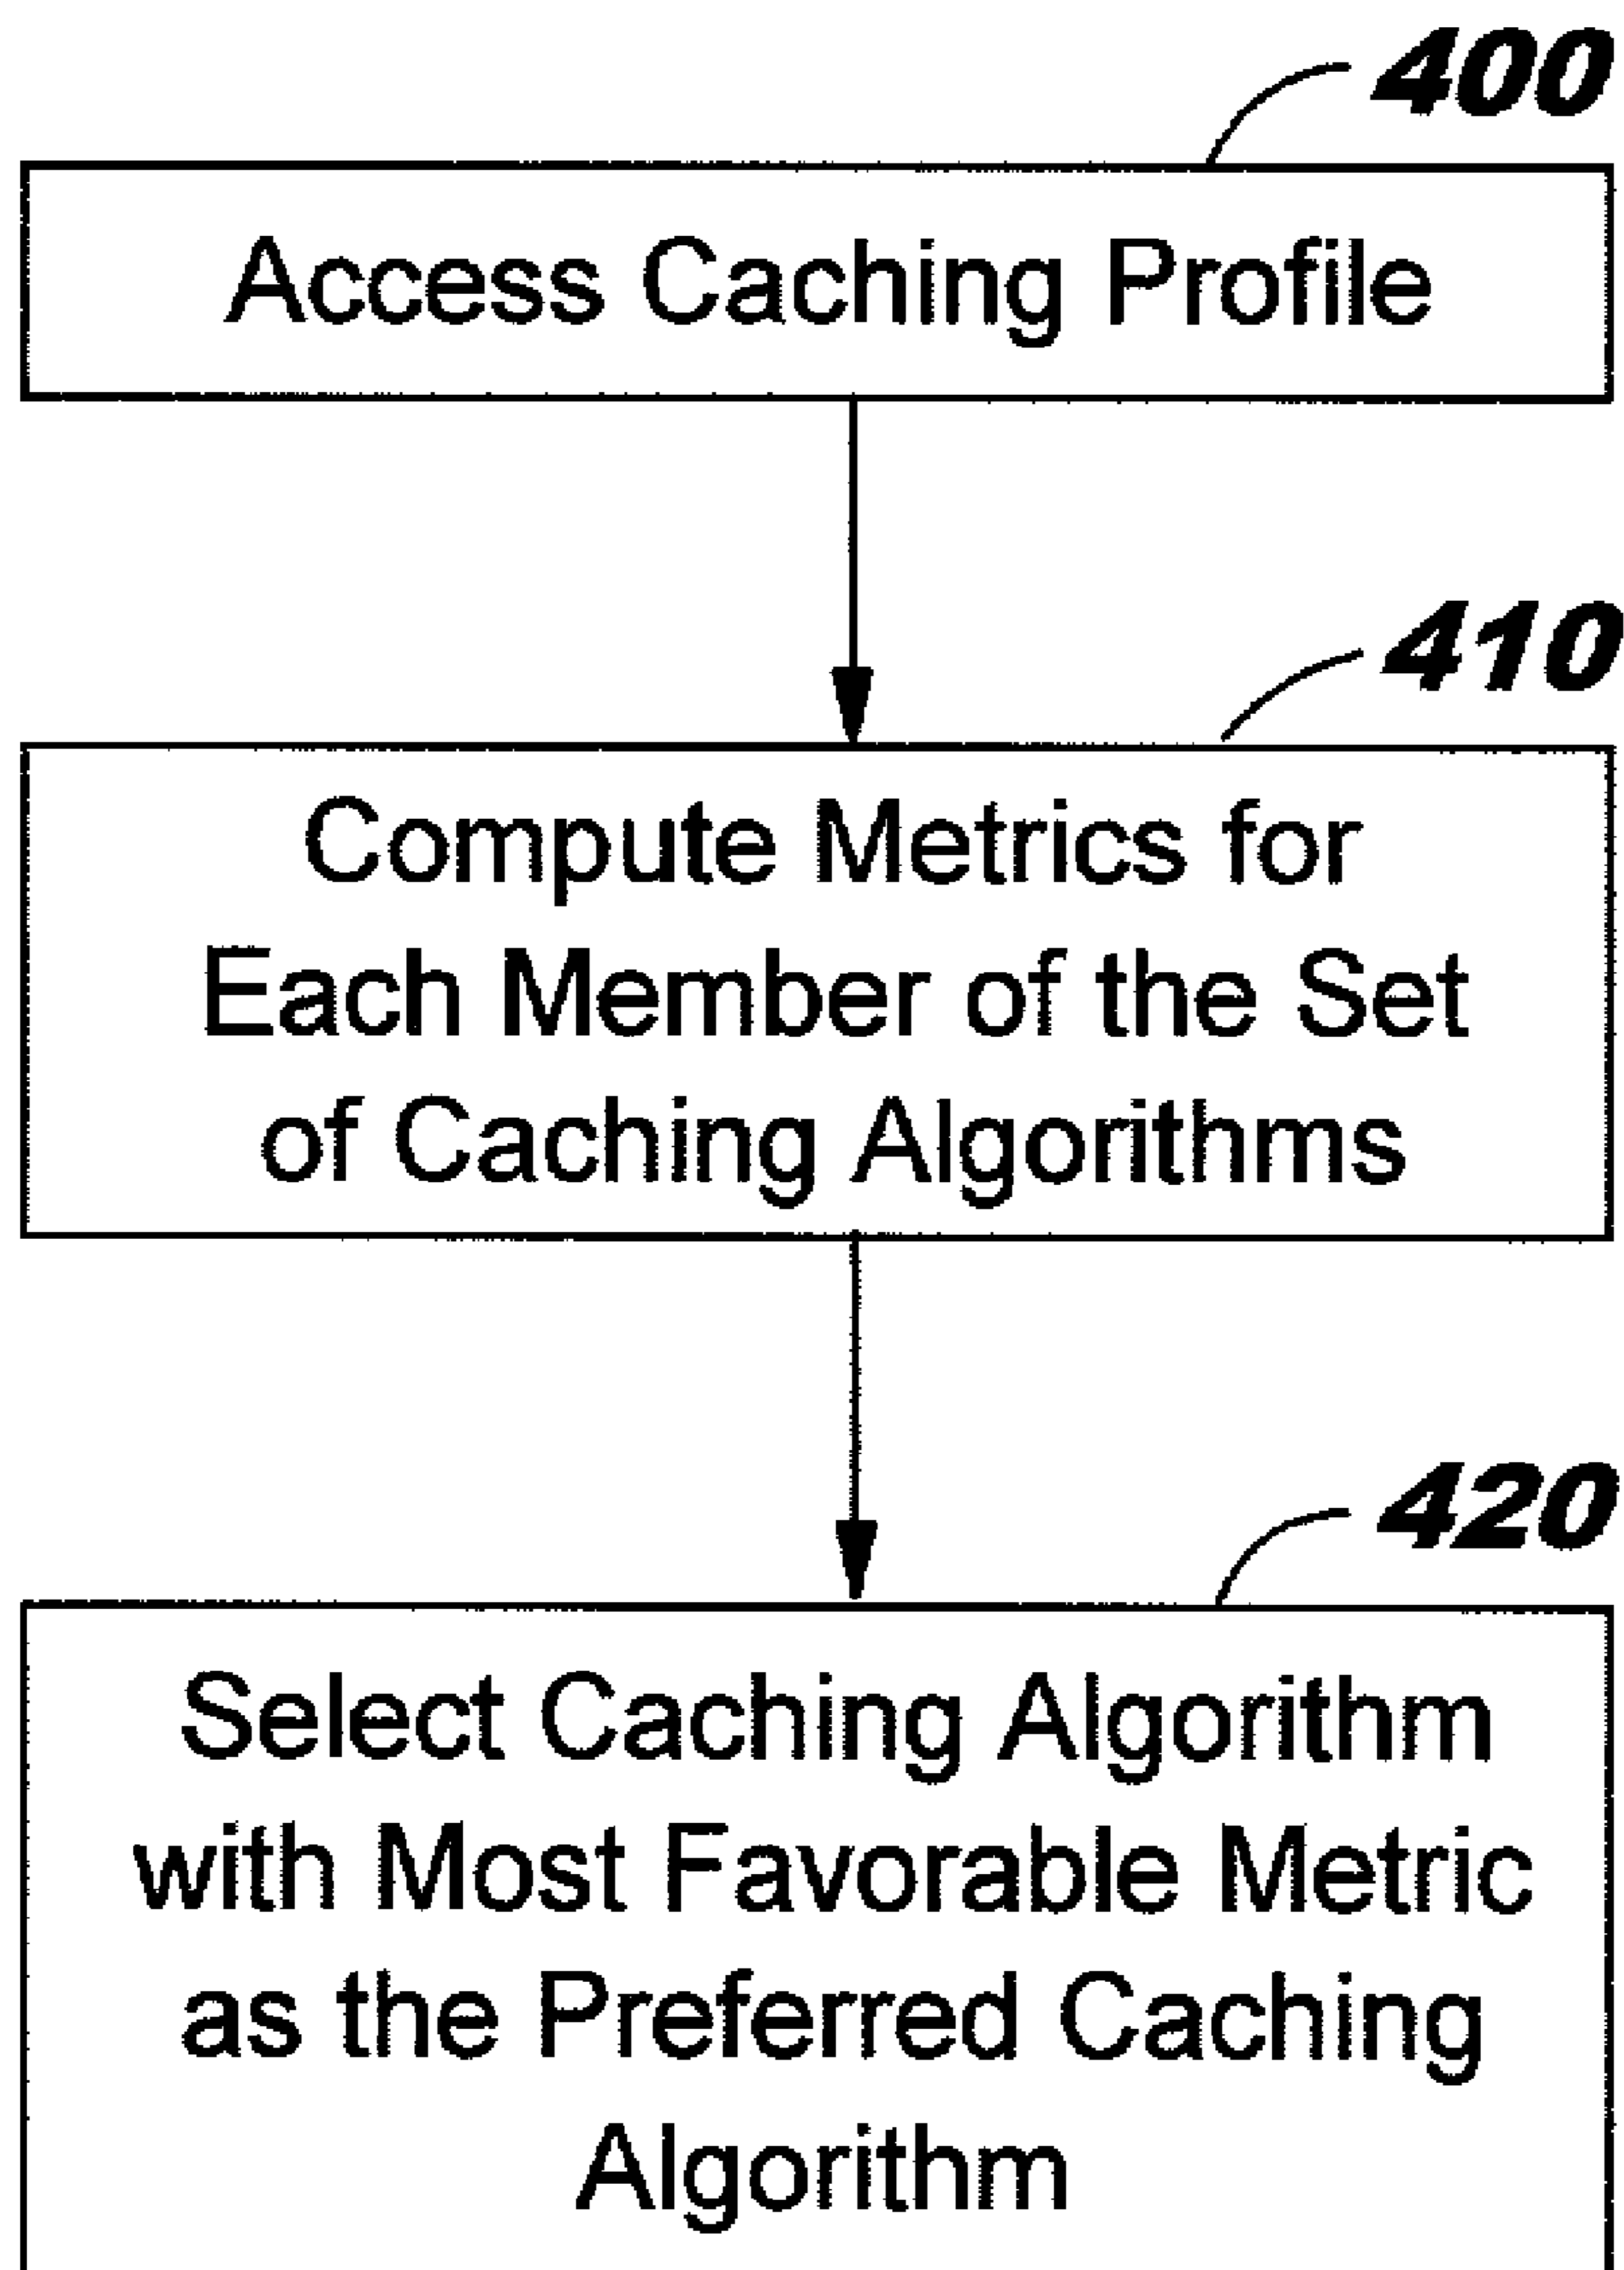 400
Access Caching Profile
410
Compute Metrics for
Each Member of the Set
of Caching Algorithms
420
Select Caching Algorithm
with Most Favorable Metric
as the Preferred Caching
Algorithm